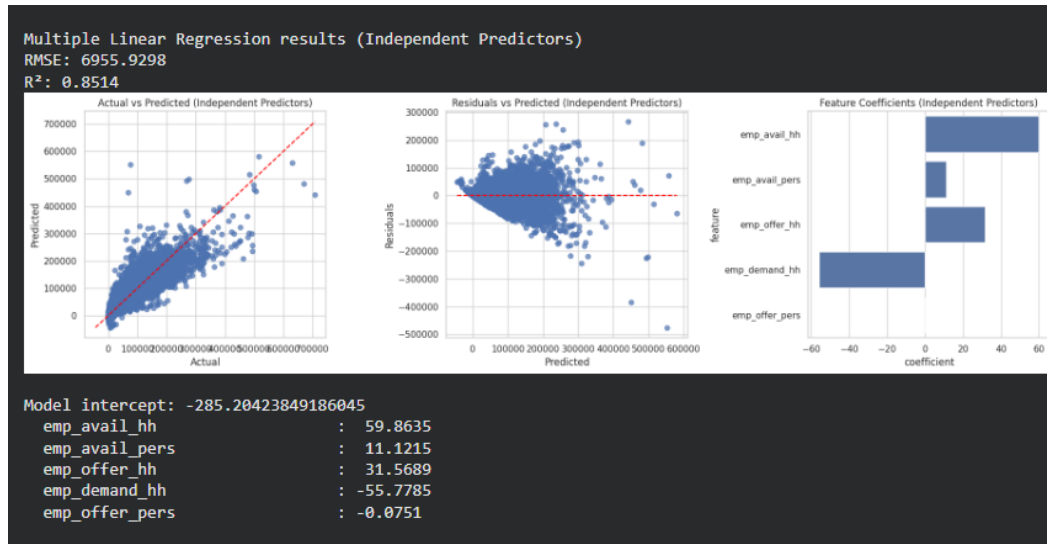 Multiple Linear Regression results (Independent Predictors)
RMSE: 6955.9298
R²: 0.8514
Actual vs Predicted (Independent Predictors)
700000
600000
500000
400000
300000
200000
100000
0
Predicted
0 100000 200000 300000 400000 500000 600000 700000
Actual
Residuals vs Predicted (Independent Predictors)
300000
200000
100000
0
−100000
−200000
−300000
−400000
−500000
Residuals
0 100000 200000 300000 400000 500000 600000
Predicted
Feature Coefficients (Independent Predictors)
emp_avail_hh
emp_avail_pers
emp_offer_hh
emp_demand_hh
emp_offer_pers
feature
−60 −40 −20 0 20 40 60
coefficient
Model intercept: -285.20423849186045
emp_avail_hh : 59.8635
emp_avail_pers : 11.1215
emp_offer_hh : 31.5689
emp_demand_hh : -55.7785
emp_offer_pers : -0.0751